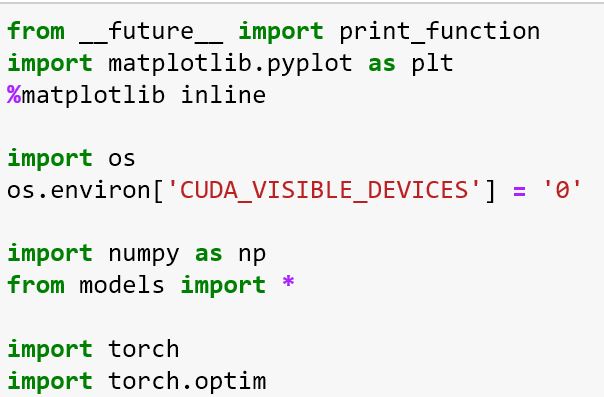 from __future__ import print_function
import matplotlib.pyplot as plt
%matplotlib inline
import os
os.environ['CUDA_VISIBLE_DEVICES'] = '0'
import numpy as np
from models import *
import torch
import torch.optim